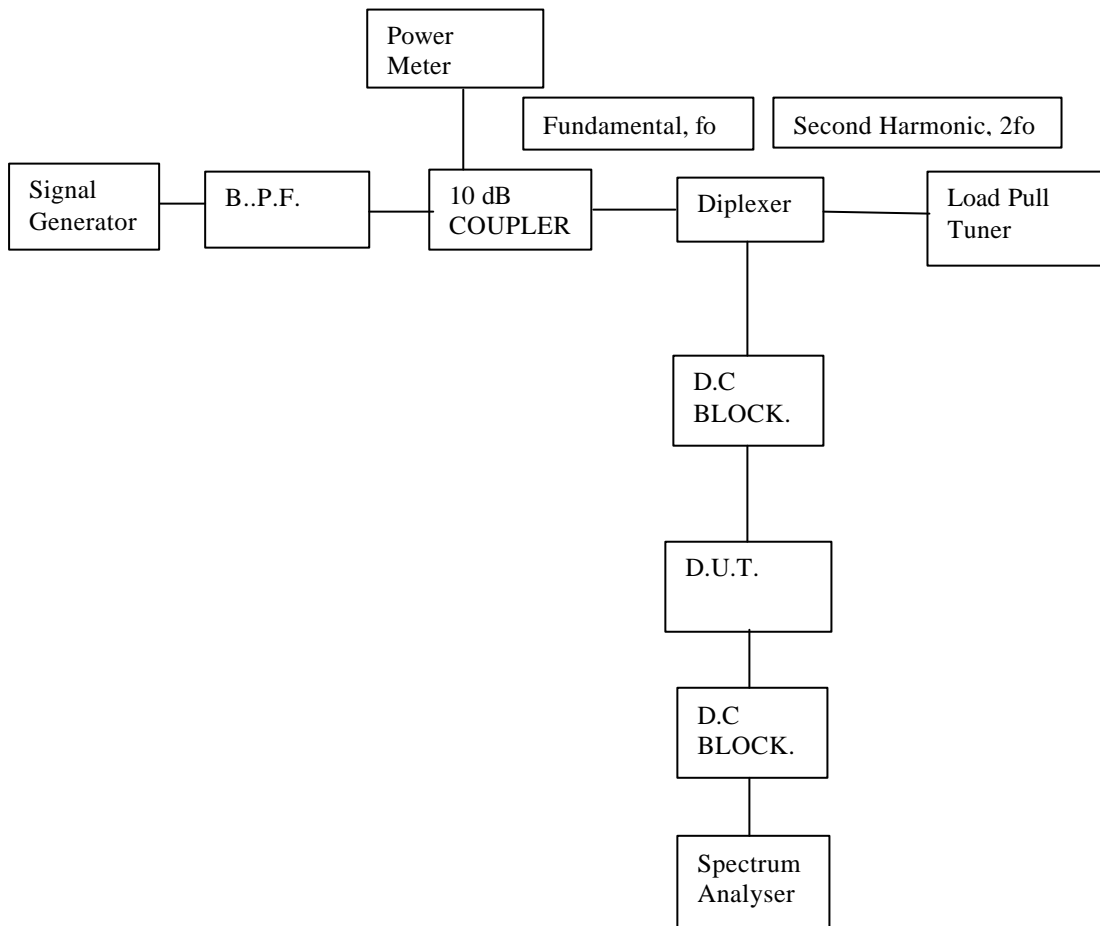 Power
Meter
Fundamental, fo
Second Harmonic, 2fo
Signal
Generator
B..P.F.
10 dB
COUPLER
Diplexer
Load Pull
Tuner
D.C
BLOCK.
D.U.T.
D.C
BLOCK.
Spectrum
Analyser